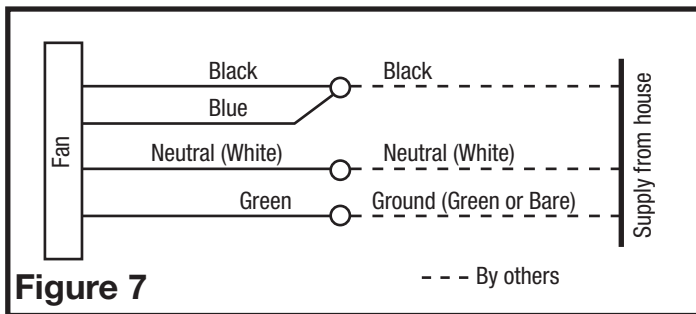 Black
Black
Blue
Neutral (White)
Neutral (White)
Green
Ground (Green or Bare)
Fan
Supply from house
Figure 7
--- By others